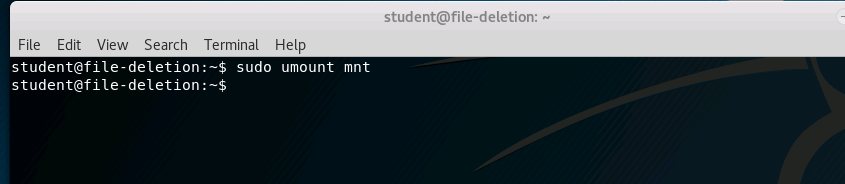 student@file-deletion: ~
File Edit View Search Terminal Help
student@file-deletion:~$ sudo umount mnt
student@file-deletion:~$